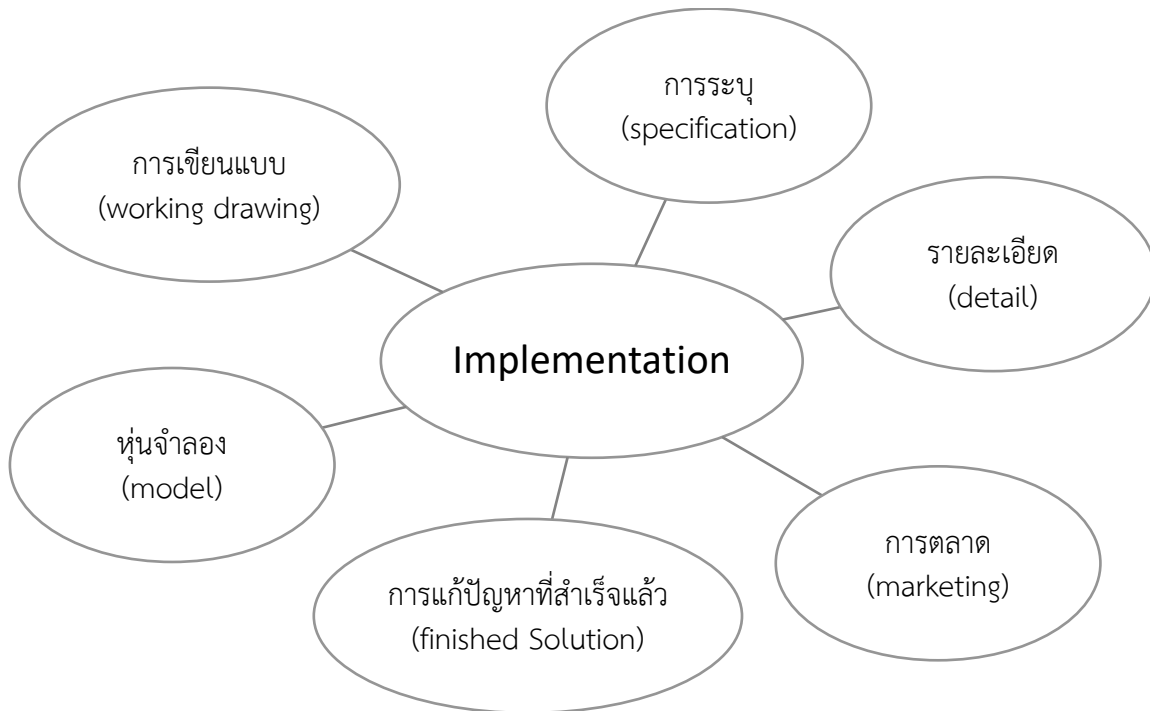 การระบุ
(specification)
การเขียนแบบ
(working drawing)
รายละเอียด
(detail)
Implementation
หุ่นจำลอง
(model)
การตลาด
(marketing)
การแก้ปัญหาที่สำเร็จแล้ว
(finished Solution)